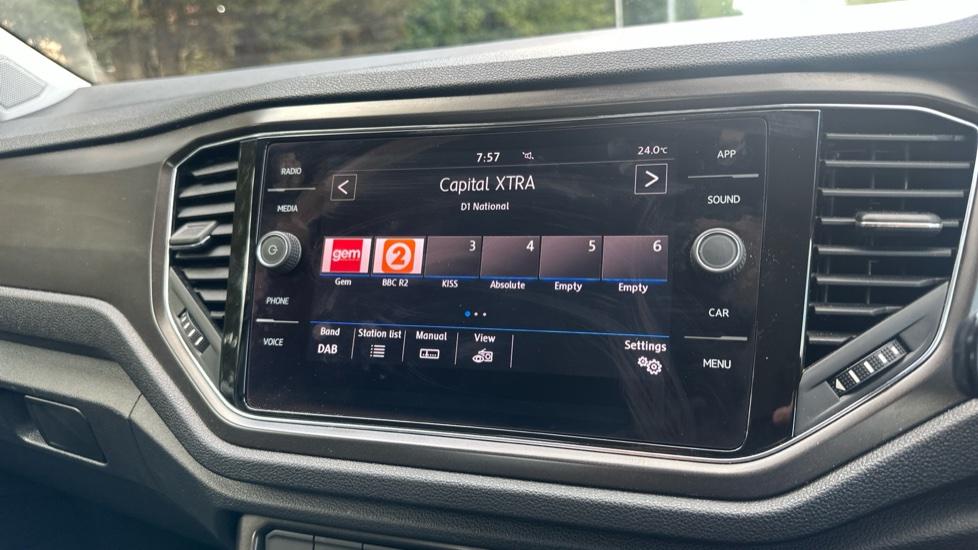 7:57 24.0°C
RADIO
MEDIA
PHONE
VOICE
< Capital XTRA >
D1 National
gem 2 3 4 5 6
Gem BBC R2 KISS Absolute Empty Empty
Band Station list Manual View Settings
DAB
APP
SOUND
CAR
MENU